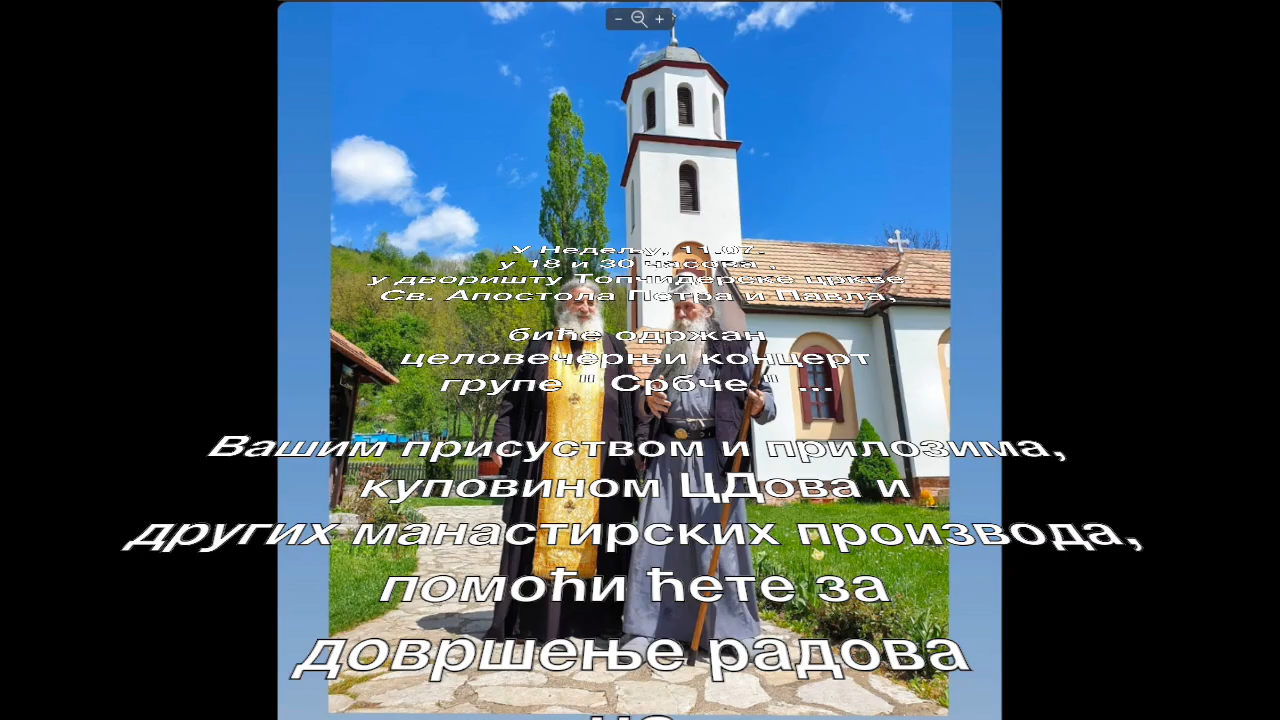 У Недељу, 11.07.
у 18 и 30 часова ,
у дворишту Топчидерске цркве
Св. Апостола Петра и Павла,
биће одржан
целовечерњи концерт
групе " Србче " ...
Вашим присуством и прилозима,
куповином ЦДова и
других манастирских производа,
помоћи ћете за
довршење радова